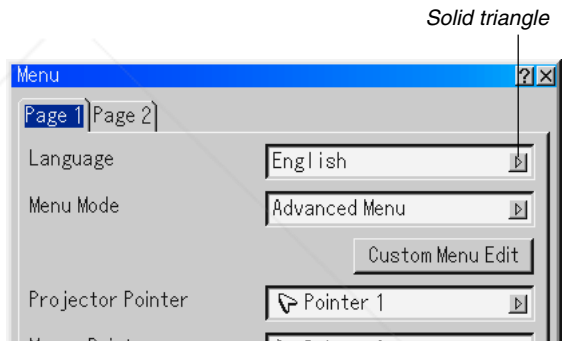 Solid triangle
Menu
Page 1 Page 2
Language English
Menu Mode Advanced Menu
Custom Menu Edit
Projector Pointer Pointer 1